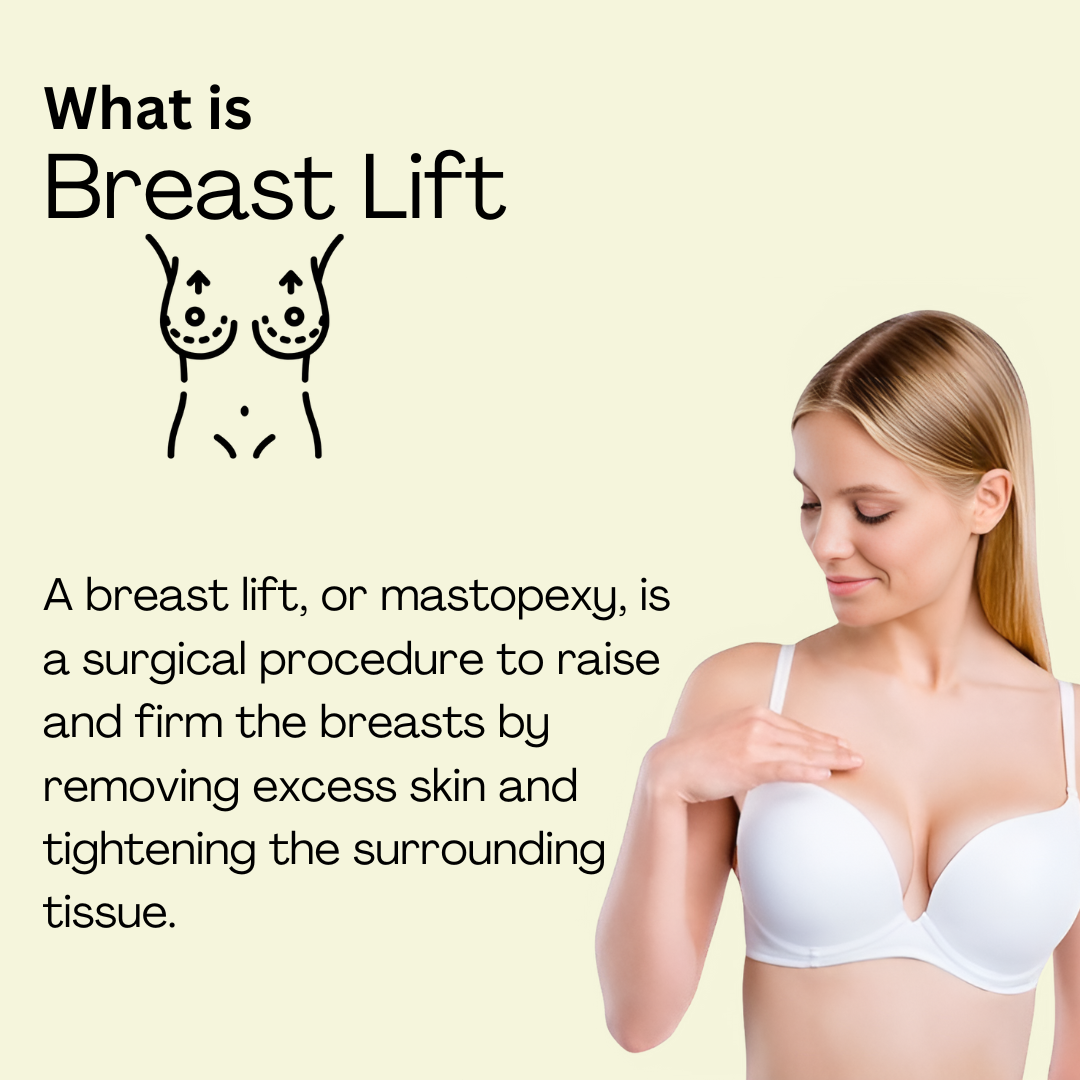 What is
Breast Lift
A breast lift, or mastopexy, is
a surgical procedure to raise
and firm the breasts by
removing excess skin and
tightening the surrounding
tissue.